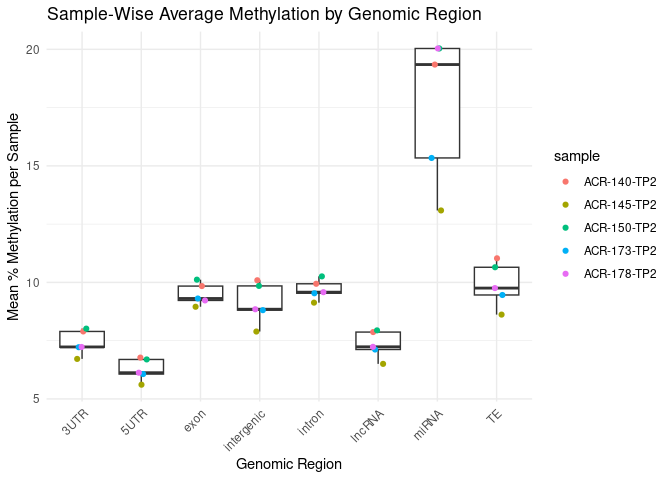 Sample-Wise Average Methylation by Genomic Region
Mean % Methylation per Sample
20
15
10
5
3UTR
5UTR
exon
intergenic
intron
lncRNA
miRNA
TE
Genomic Region
sample
ACR-140-TP2
ACR-145-TP2
ACR-150-TP2
ACR-173-TP2
ACR-178-TP2